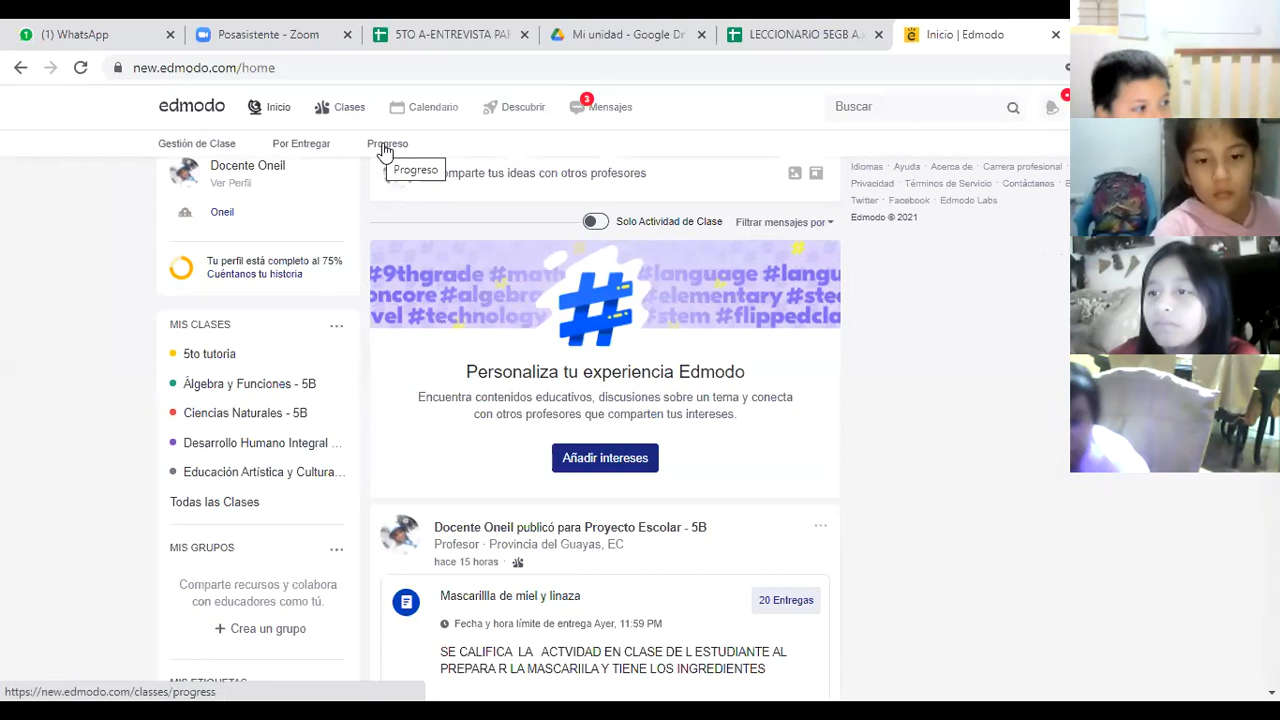 (1) WhatsApp
Posasistente - Zoom
5TO A-ENTREVISTA PAR
Mi unidad - Google Dr
LECCIONARIO 5EGB A.x
Inicio | Edmodo
new.edmodo.com/home
edmodo
Inicio
Clases
Calendario
Descubrir
3
Mensajes
Buscar
Gestión de Clase
Por Entregar
Progreso
Progreso
Docente Oneil
Ver Perfil
Oneil
Tu perfil está completo al 75%
Cuéntanos tu historia
MIS CLASES
5to tutoria
Álgebra y Funciones - 5B
Ciencias Naturales - 5B
Desarrollo Humano Integral ...
Educación Artística y Cultura...
Todas las Clases
MIS GRUPOS
Comparte recursos y colabora
con educadores como tú.
+ Crea un grupo
omparte tus ideas con otros profesores
Solo Actividad de Clase
Filtrar mensajes por
#9thgrade #math #language #langu
oncore #algebr #elementary #stee
vel #technology #stem #flippedcla
Personaliza tu experiencia Edmodo
Encuentra contenidos educativos, discusiones sobre un tema y conecta
con otros profesores que comparten tus intereses.
Añadir intereses
Docente Oneil publicó para Proyecto Escolar - 5B
Profesor · Provincia del Guayas, EC
hace 15 horas ·
Mascarillla de miel y linaza
20 Entregas
Fecha y hora límite de entrega Ayer, 11:59 PM
SE CALIFICA LA ACTVIDAD EN CLASE DE L ESTUDIANTE AL
PREPARA R LA MASCARIILA Y TIENE LOS INGREDIENTES
Idiomas · Ayuda · Acerca de · Carrera profesional ·
Privacidad · Términos de Servicio · Contáctanos ·
Twitter · Facebook · Edmodo Labs
Edmodo © 2021
https://new.edmodo.com/classes/progress